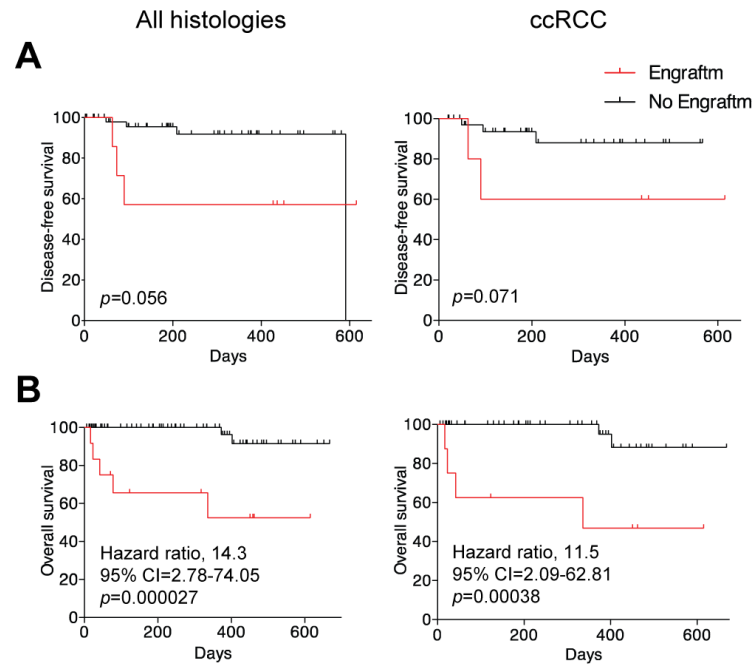 All histologies
ccRCC
A
Engraftm
No Engraftm
Disease-free survival
100
80
60
40
20
0
p=0.056
0
200
400
600
Days
Disease-free survival
100
80
60
40
20
0
p=0.071
0
200
400
600
Days
B
Overall survival
100
80
60
40
20
0
Hazard ratio, 14.3
95% CI=2.78-74.05
p=0.000027
0
200
400
600
Days
Overall survival
100
80
60
40
20
0
Hazard ratio, 11.5
95% CI=2.09-62.81
p=0.00038
0
200
400
600
Days